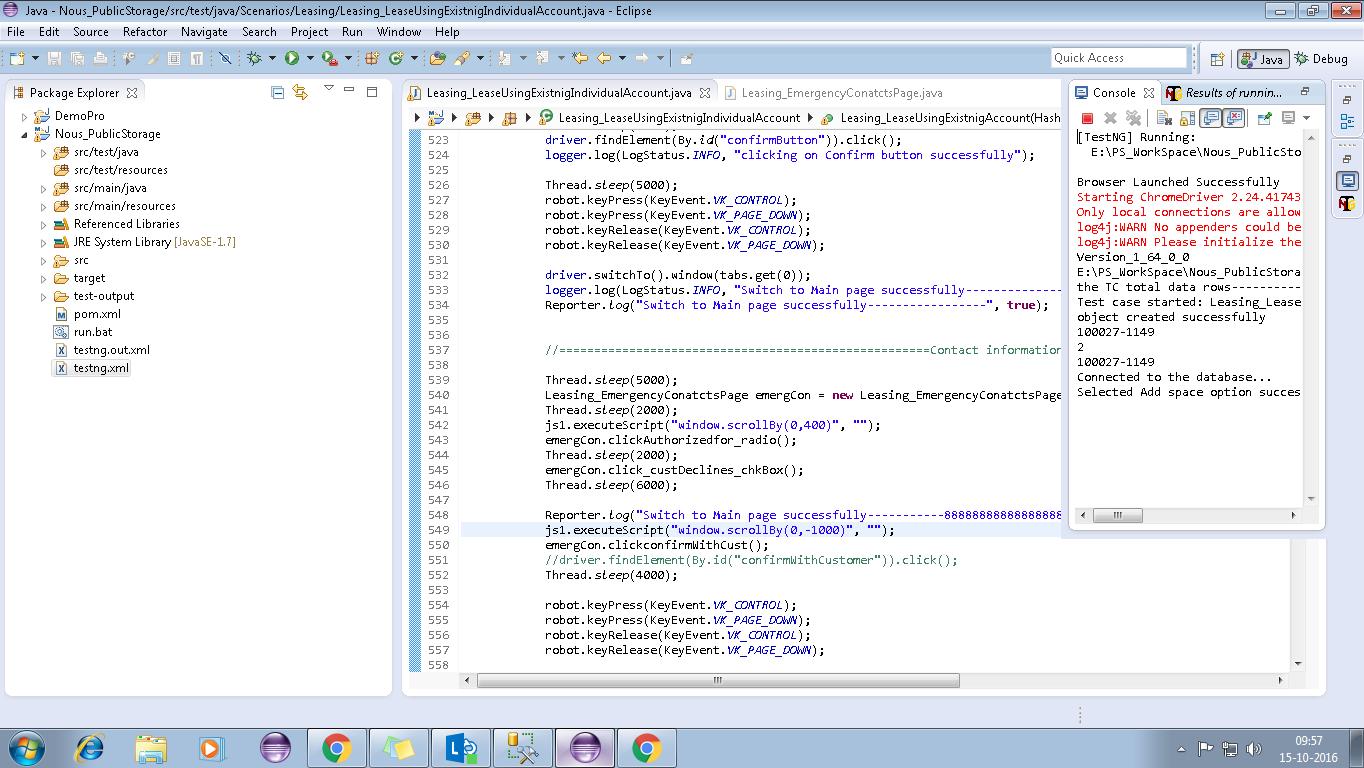 Java - Nous_PublicStorage/src/test/java/Scenarios/Leasing/Leasing_LeaseUsingExistnigIndividualAccount.java - Eclipse
File Edit Source Refactor Navigate Search Project Run Window Help
Quick Access
Java
Debug
Package Explorer
DemoPro
Nous_PublicStorage
src/test/java
src/test/resources
src/main/java
src/main/resources
Referenced Libraries
JRE System Library [JavaSE-1.7]
src
target
test-output
pom.xml
run.bat
testng.out.xml
testng.xml
Leasing_LeaseUsingExistnigIndividualAccount.java
Leasing_EmergencyConatctsPage.java
Leasing_LeaseUsingExistnigIndividualAccount
Leasing_LeaseUsingExistnigAccount(Hash
523 driver.findElement(By.id("confirmButton")).click();
524 logger.log(LogStatus.INFO, "clicking on Confirm button successfully");
525
526 Thread.sleep(5000);
527 robot.keyPress(KeyEvent.VK_CONTROL);
528 robot.keyPress(KeyEvent.VK_PAGE_DOWN);
529 robot.keyRelease(KeyEvent.VK_CONTROL);
530 robot.keyRelease(KeyEvent.VK_PAGE_DOWN);
531
532 driver.switchTo().window(tabs.get(0));
533 logger.log(LogStatus.INFO, "Switch to Main page successfully--------------
534 Reporter.log("Switch to Main page successfully-----------------", true);
535
536
537 //=====================================================Contact information
538
539 Thread.sleep(5000);
540 Leasing_EmergencyConatctsPage emergCon = new Leasing_EmergencyConatctsPage
541 Thread.sleep(2000);
542 js1.executeScript("window.scrollBy(0,400)", "");
543 emergCon.clickAuthorizedfor_radio();
544 Thread.sleep(2000);
545 emergCon.click_custDeclines_chkBox();
546 Thread.sleep(6000);
547
548 Reporter.log("Switch to Main page successfully-----------88888888888888888
549 js1.executeScript("window.scrollBy(0,-1000)", "");
550 emergCon.clickconfirmWithCust();
551 //driver.findElement(By.id("confirmWithCustomer")).click();
552 Thread.sleep(4000);
553
554 robot.keyPress(KeyEvent.VK_CONTROL);
555 robot.keyPress(KeyEvent.VK_PAGE_DOWN);
556 robot.keyRelease(KeyEvent.VK_CONTROL);
557 robot.keyRelease(KeyEvent.VK_PAGE_DOWN);
558
Console
Results of runnin...
[TestNG] Running:
E:\PS_WorkSpace\Nous_PublicSto
Browser Launched Successfully
Starting ChromeDriver 2.24.41743
Only local connections are allow
log4j:WARN No appenders could be
log4j:WARN Please initialize the
Version_1_64_0_0
E:\PS_WorkSpace\Nous_PublicStora
the TC total data rows----------
Test case started: Leasing_Lease
object created successfully
100027-1149
2
100027-1149
Connected to the database...
Selected Add space option succes
09:57
15-10-2016